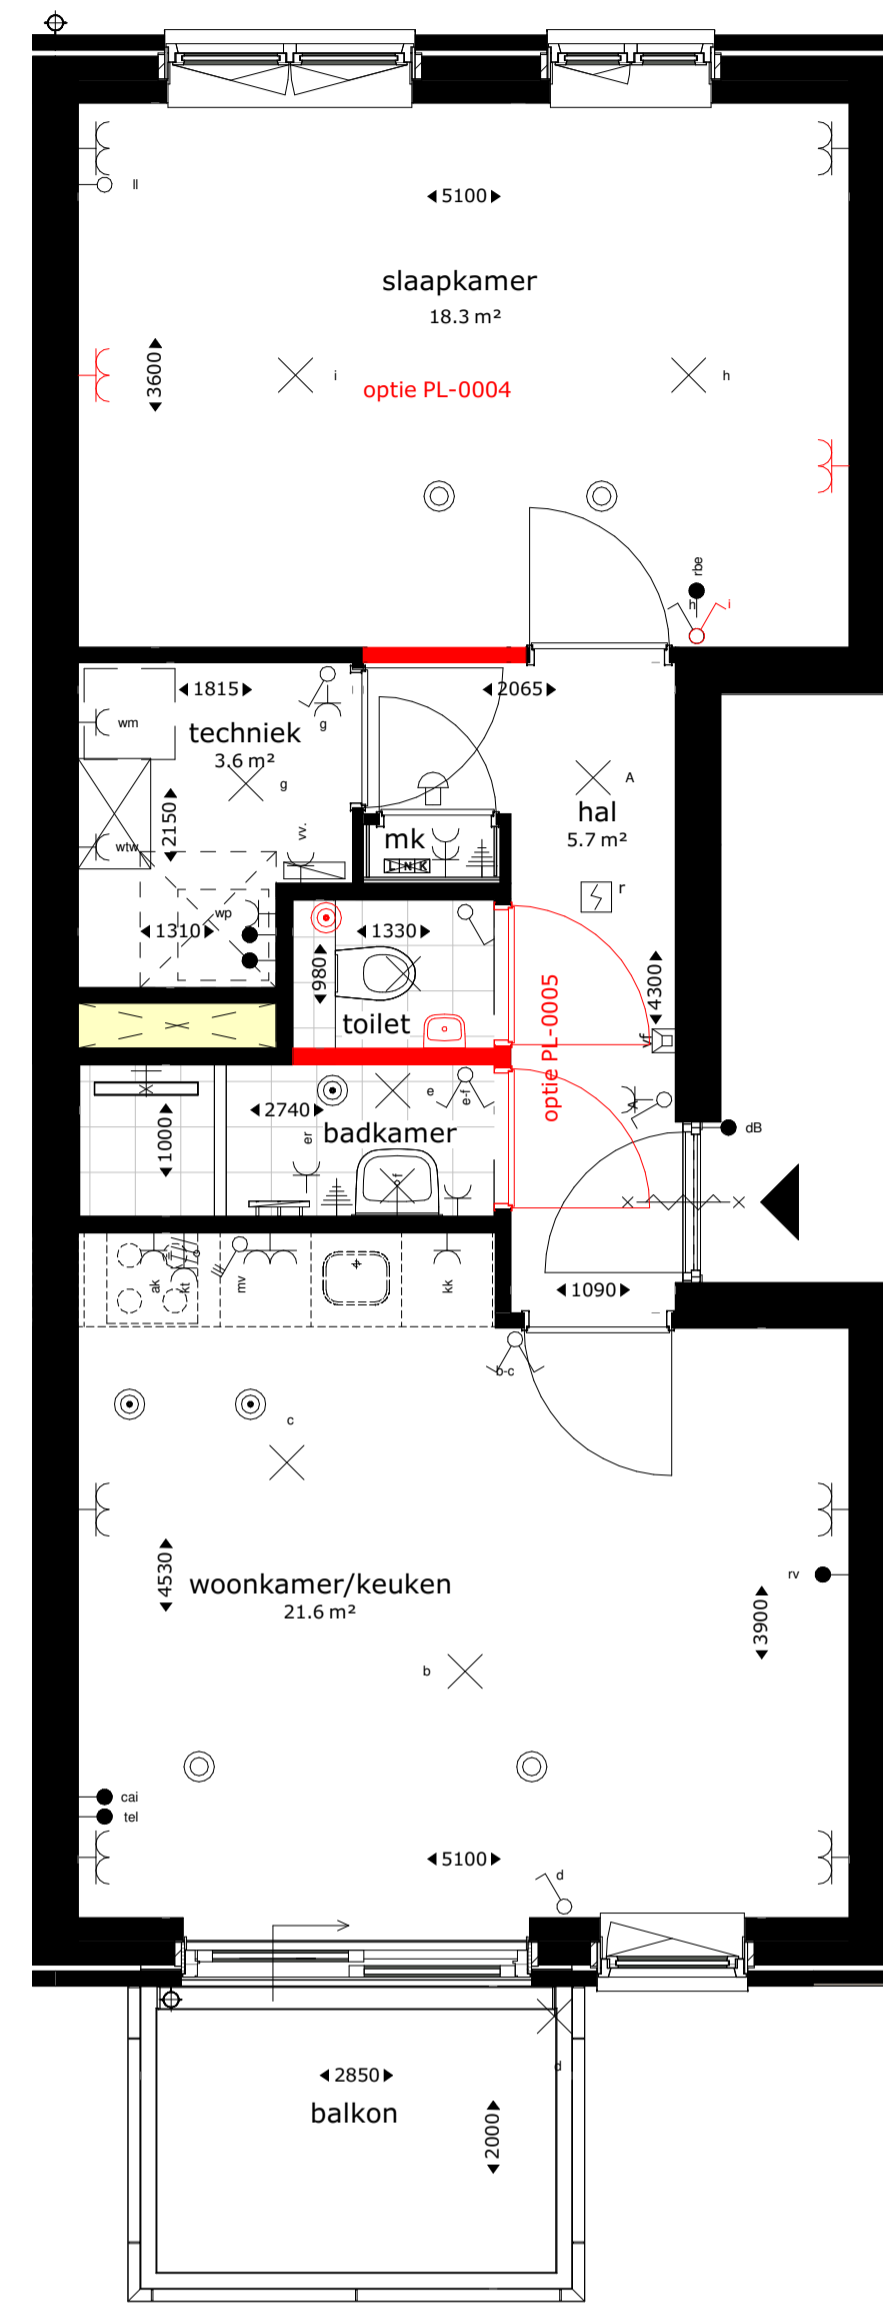 ll
5100
slaapkamer
18.3 m²
3600
i
optie PL-0004
h
rbe
h
i
1815
2065
g
wm
techniek
3.6 m²
g
A
2150
hal
5.7 m²
vv.
mk
wtw
L N K
r
wp
1310
1330
980
4300
toilet
optie PL-0005
vf
2740
e
e-f
A
badkamer
1000
er
dB
f
ak
kt
mv
kk
1090
b-c
c
4530
woonkamer/keuken
21.6 m²
rv
3900
b
cai
tel
5100
d
d
2850
balkon
2000